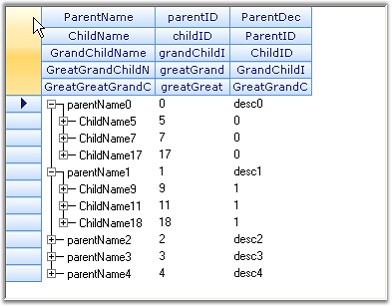 ParentName parentID ParentDec
ChildName childID ParentID
GrandChildName grandChildI ChildID
GreatGrandChildN greatGrand GrandChildI
GreatGreatGrandC greatGreat GreatGrandC
parentName0 0 desc0
ChildName5 5 0
ChildName7 7 0
ChildName17 17 0
parentName1 1 desc1
ChildName9 9 1
ChildName11 11 1
ChildName18 18 1
parentName2 2 desc2
parentName3 3 desc3
parentName4 4 desc4